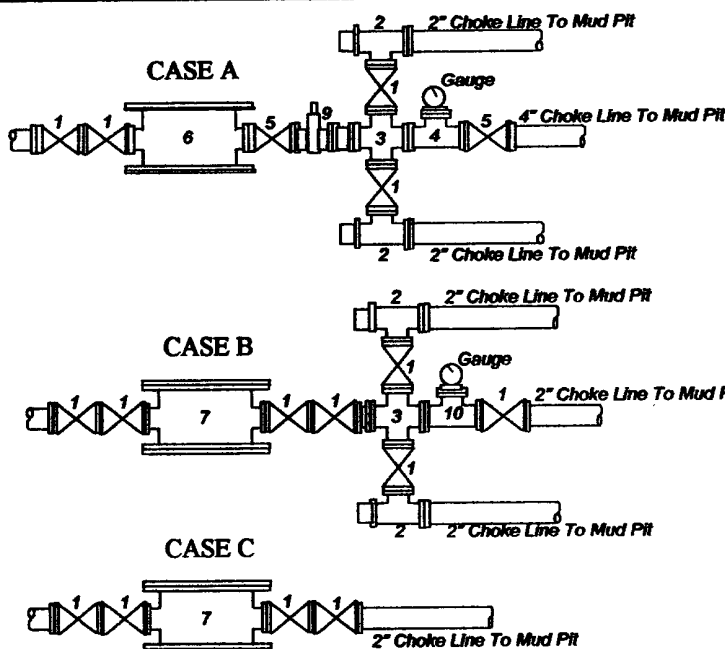 2 2" Choke Line To Mud Pit
CASE A
Gauge
1
1 1 5 9 4" Choke Line To Mud Pit
6 3 4 5
1
2 2" Choke Line To Mud Pit
2 2" Choke Line To Mud Pit
CASE B
Gauge
1
1 1 1 1 1 2" Choke Line To Mud P
7 3 10
1
2 2" Choke Line To Mud Pit
CASE C
1 1 1 1
7
2" Choke Line To Mud Pit